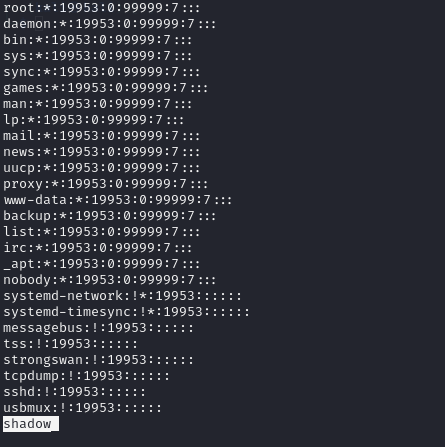 root:*:19953:0:99999:7:::
daemon:*:19953:0:99999:7:::
bin:*:19953:0:99999:7:::
sys:*:19953:0:99999:7:::
sync:*:19953:0:99999:7:::
games:*:19953:0:99999:7:::
man:*:19953:0:99999:7:::
lp:*:19953:0:99999:7:::
mail:*:19953:0:99999:7:::
news:*:19953:0:99999:7:::
uucp:*:19953:0:99999:7:::
proxy:*:19953:0:99999:7:::
www-data:*:19953:0:99999:7:::
backup:*:19953:0:99999:7:::
list:*:19953:0:99999:7:::
irc:*:19953:0:99999:7:::
_apt:*:19953:0:99999:7:::
nobody:*:19953:0:99999:7:::
systemd-network:!*:19953::::::
systemd-timesync:!*:19953::::::
messagebus:!:19953::::::
tss:!:19953::::::
strongswan:!:19953::::::
tcpdump:!:19953::::::
sshd:!:19953::::::
usbmux:!:19953::::::
shadow